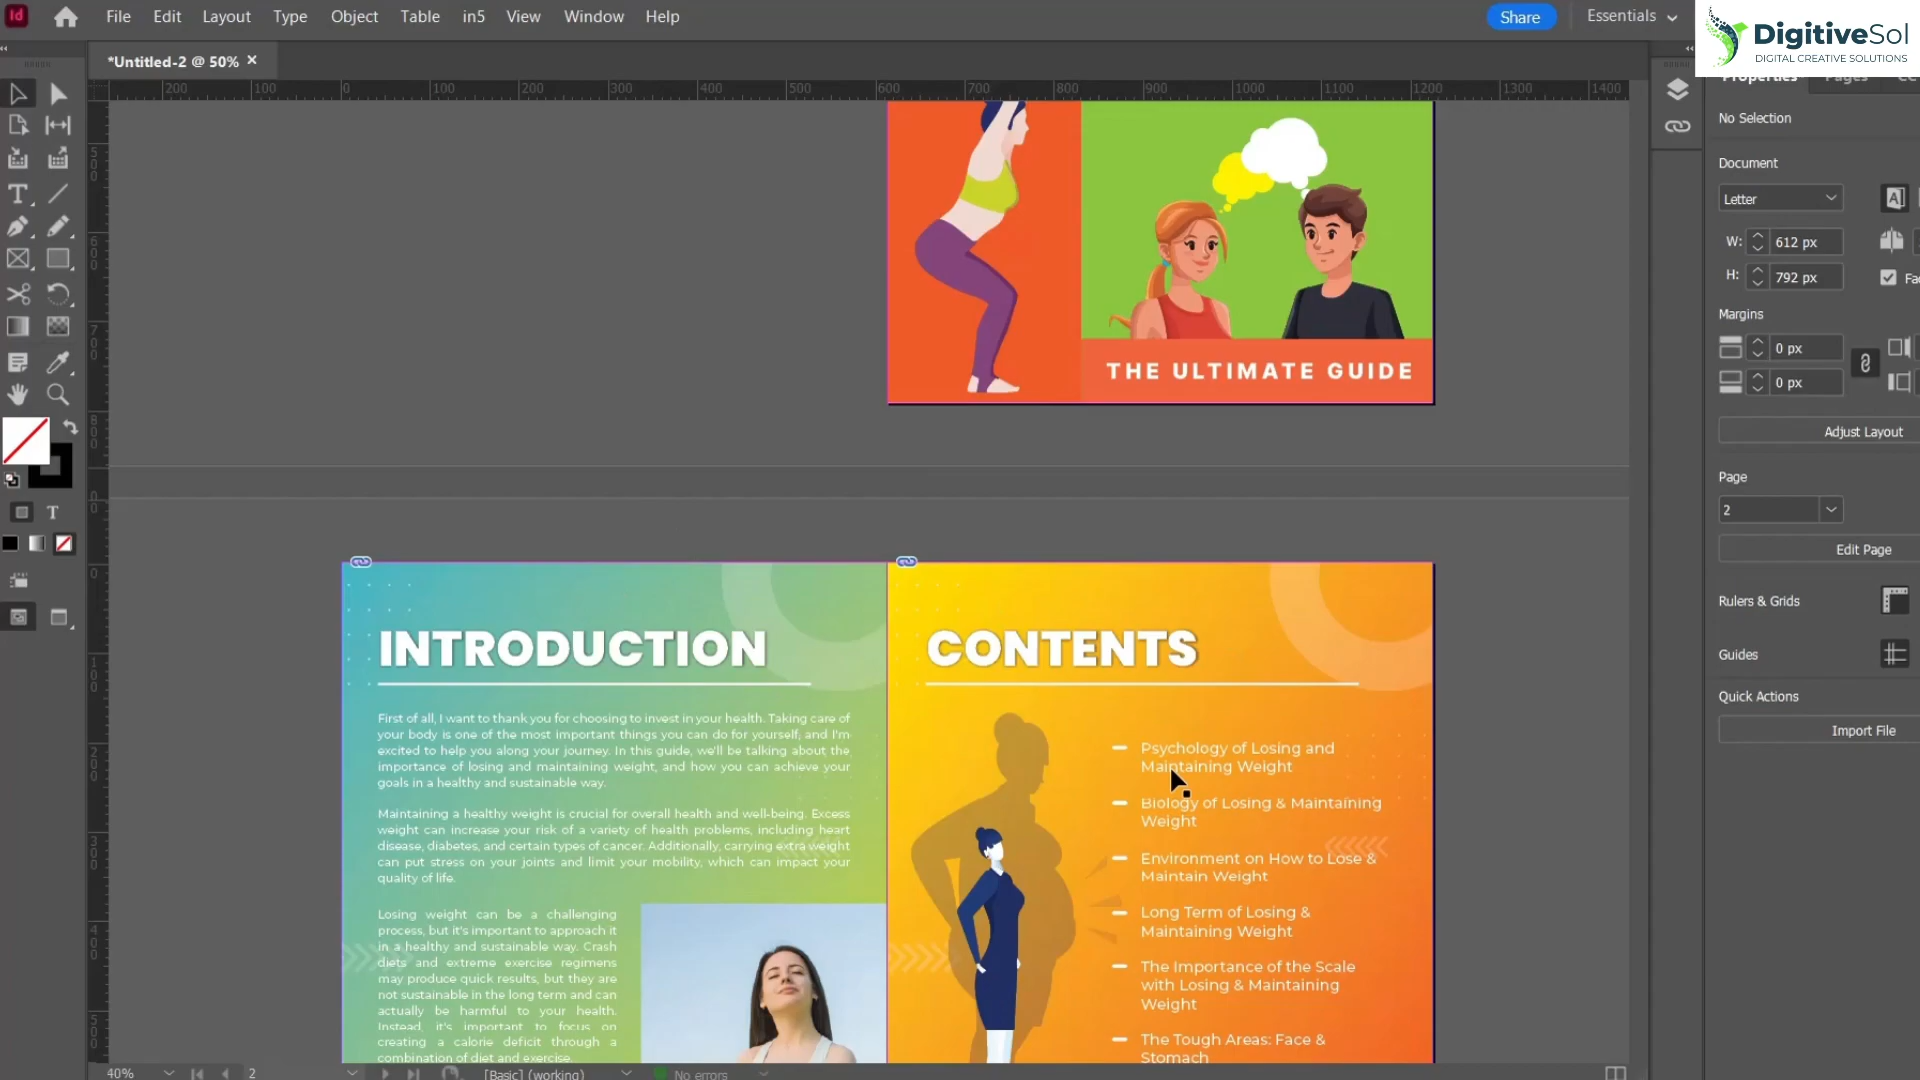 Id
File Edit Layout Type Object Table in5 View Window Help
Share
Essentials
DigitiveSol
DIGITAL CREATIVE SOLUTIONS
*Untitled-2 @ 50% ×
Properties Pages CC
200 100 0 100 200 300 400 500 600 700 800 900 1000 1100 1200 1300 1400
No Selection
Document
Letter
W: 612 px
H: 792 px
Fac
Margins
0 px
0 px
Adjust Layout
Page
2
Edit Page
Rulers & Grids
Guides
Quick Actions
Import File
THE ULTIMATE GUIDE
INTRODUCTION
First of all, I want to thank you for choosing to invest in your health. Taking care of
your body is one of the most important things you can do for yourself, and I'm
excited to help you along your journey. In this guide, we'll be talking about the
importance of losing and maintaining weight, and how you can achieve your
goals in a healthy and sustainable way.
Maintaining a healthy weight is crucial for overall health and well-being. Excess
weight can increase your risk of a variety of health problems, including heart
disease, diabetes, and certain types of cancer. Additionally, carrying extra weight
can put stress on your joints and limit your mobility, which can impact your
quality of life.
Losing weight can be a challenging
process, but it's important to approach it
in a healthy and sustainable way. Crash
diets and extreme exercise regimens
may produce quick results, but they are
not sustainable in the long term and can
actually be harmful to your health.
Instead, it's important to focus on
creating a calorie deficit through a
combination of diet and exercise.
CONTENTS
Psychology of Losing and
Maintaining Weight
Biology of Losing & Maintaining
Weight
Environment on How to Lose &
Maintain Weight
Long Term of Losing &
Maintaining Weight
The Importance of the Scale
with Losing & Maintaining
Weight
The Tough Areas: Face &
Stomach
40% 2 [Basic] (working) No errors